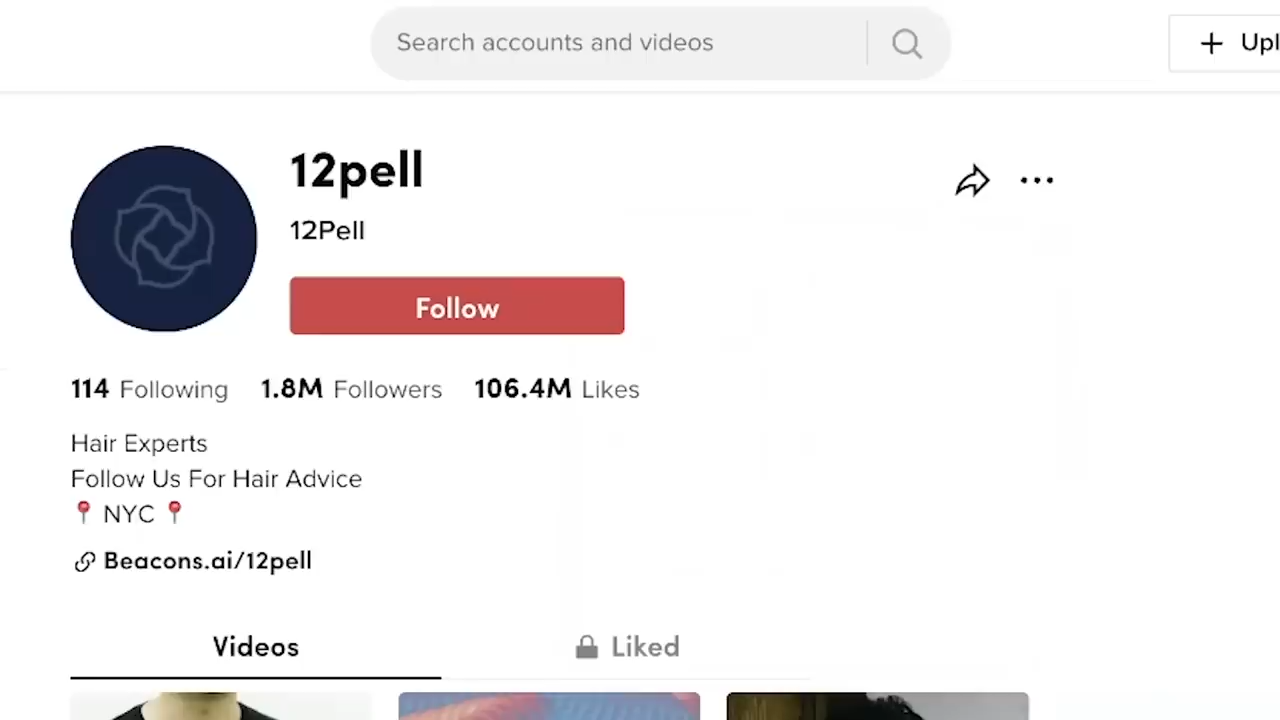 Search accounts and videos
+ Upl
12pell
12Pell
Follow
114 Following 1.8M Followers 106.4M Likes
Hair Experts
Follow Us For Hair Advice
📍 NYC 📍
Beacons.ai/12pell
Videos Liked